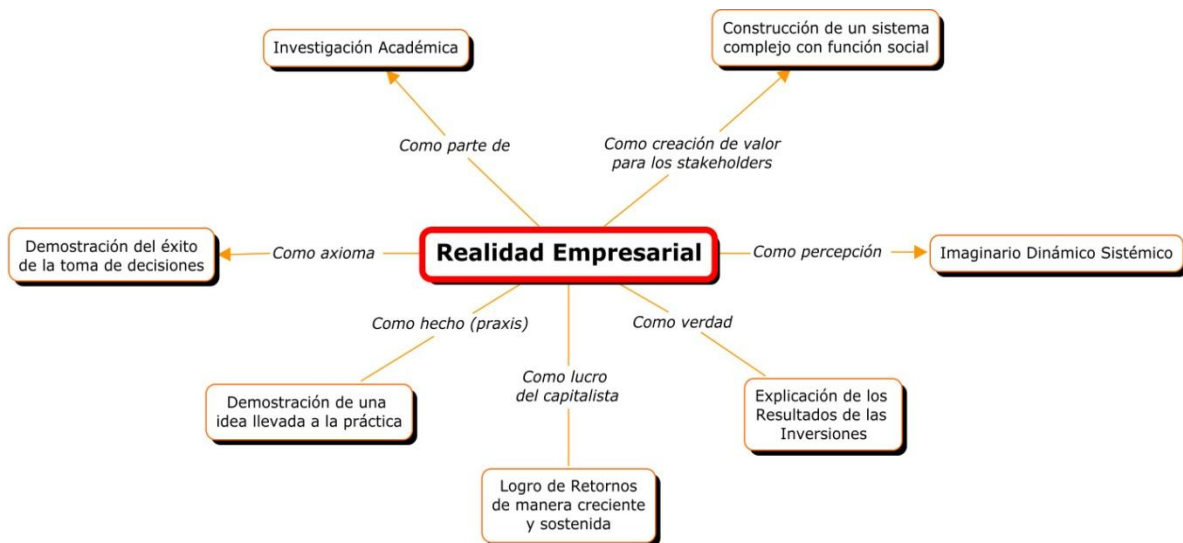 Construcción de un sistema
complejo con función social
Investigación Académica
Como parte de
Como creación de valor
para los stakeholders
Demostración del éxito
de la toma de decisiones
Como axioma
Realidad Empresarial
Como percepción
Imaginario Dinámico Sistémico
Como hecho (praxis)
Como verdad
Como lucro
del capitalista
Demostración de una
idea llevada a la práctica
Explicación de los
Resultados de las
Inversiones
Logro de Retornos
de manera creciente
y sostenida